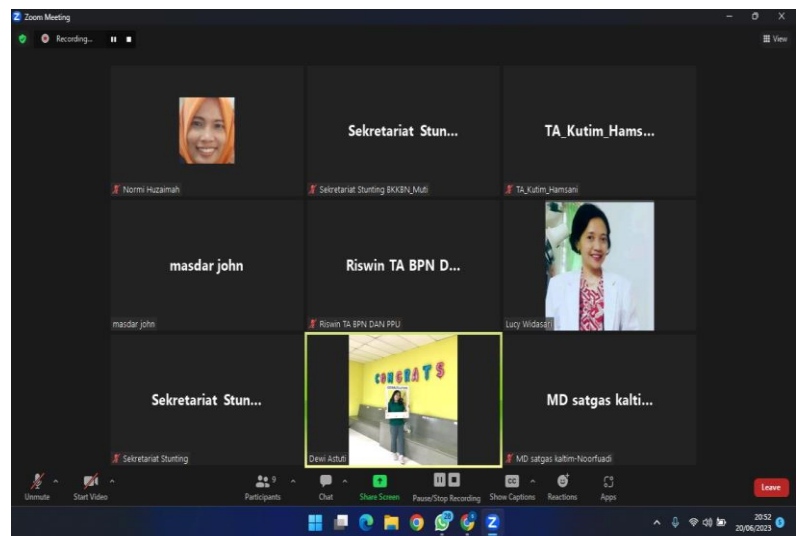 Zoom Meeting
Recording...
View
Normi Huzaimah
Sekretariat Stun...
Sekretariat Stunting BKKBN_Muti
TA_Kutim_Hams...
TA_Kutim_Hamsani
masdar john
masdar john
Riswin TA BPN D...
Riswin TA BPN DAN PPU
Lucy Widasari
Sekretariat Stun...
Sekretariat Stunting
CONGRATS
Dewi Astuti
MD satgas kalti...
MD satgas kaltim-Noorfuadi
Unmute
Start Video
9
Participants
Chat
Share Screen
Pause/Stop Recording
CC
Show Captions
Reactions
Apps
Leave
20:52
20/06/2023